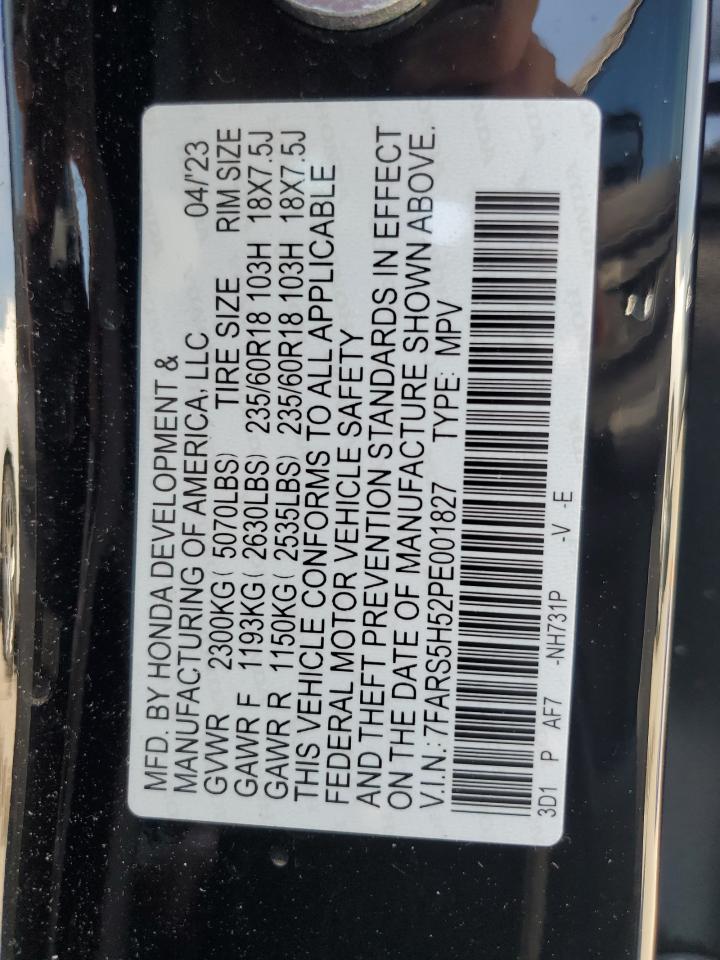 MFD. BY HONDA DEVELOPMENT &
MANUFACTURING OF AMERICA, LLC 04/'23
GVWR 2300KG( 5070LBS) TIRE SIZE RIM SIZE
GAWR F 1193KG( 2630LBS) 235/60R18 103H 18X7.5J
GAWR R 1150KG( 2535LBS) 235/60R18 103H 18X7.5J
THIS VEHICLE CONFORMS TO ALL APPLICABLE
FEDERAL MOTOR VEHICLE SAFETY
AND THEFT PREVENTION STANDARDS IN EFFECT
ON THE DATE OF MANUFACTURE SHOWN ABOVE.
V.I.N.: 7FARS5H52PE001827 TYPE: MPV
3D1 P AF7 -NH731P -V -E